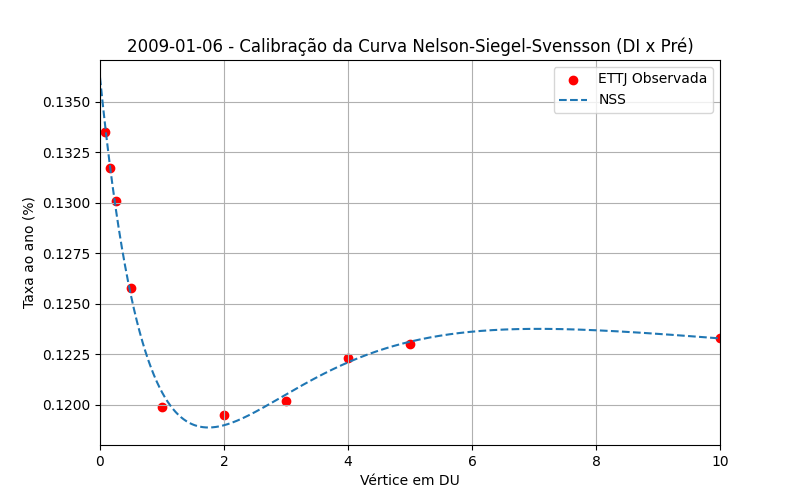 2009-01-06 - Calibração da Curva Nelson-Siegel-Svensson (DI x Pré)
ETTJ Observada
NSS
Taxa ao ano (%)
0.1350
0.1325
0.1300
0.1275
0.1250
0.1225
0.1200
0 2 4 6 8 10
Vértice em DU